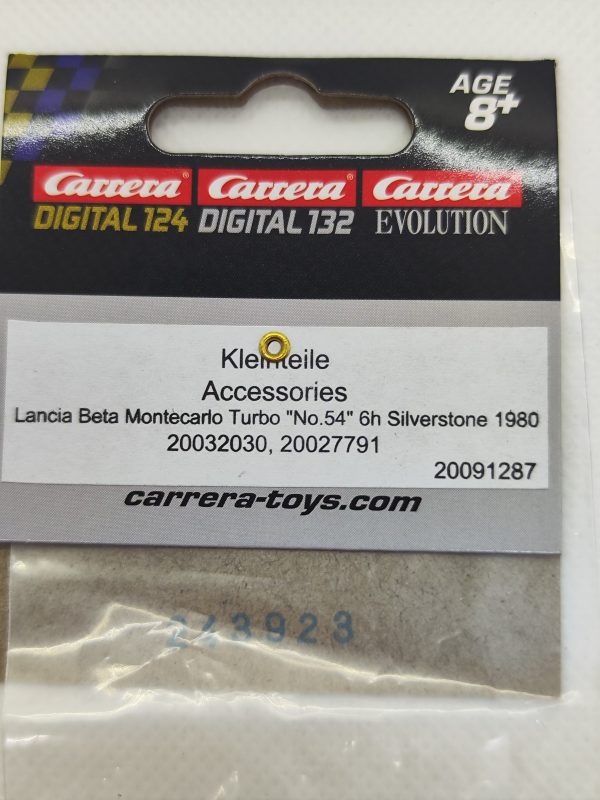 AGE
8+
Carrera Carrera Carrera
DIGITAL 124 DIGITAL 132 EVOLUTION
Kleinteile
Accessories
Lancia Beta Montecarlo Turbo "No.54" 6h Silverstone 1980
20032030, 20027791
20091287
carrera-toys.com
243923